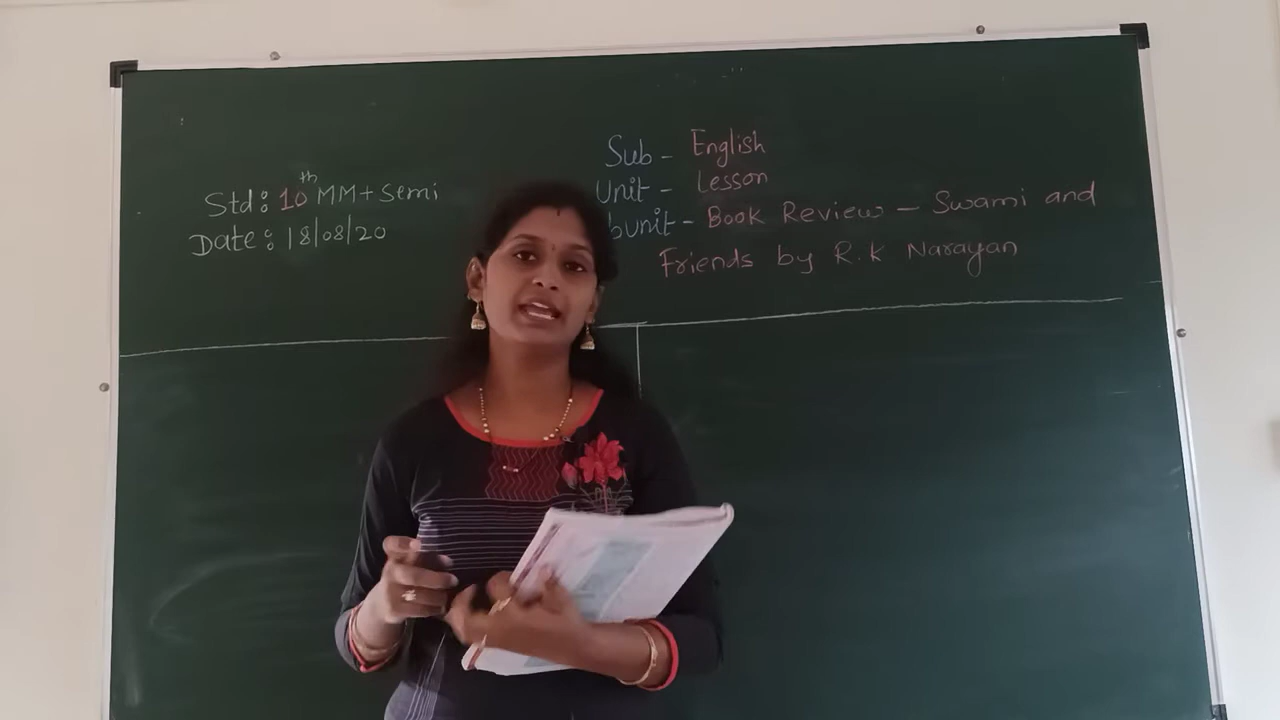 Std: 10th MM + Semi
Date: 18/08/20
Sub - English
Unit - Lesson
bunit - Book Review - Swami and
Friends by R.K Narayan